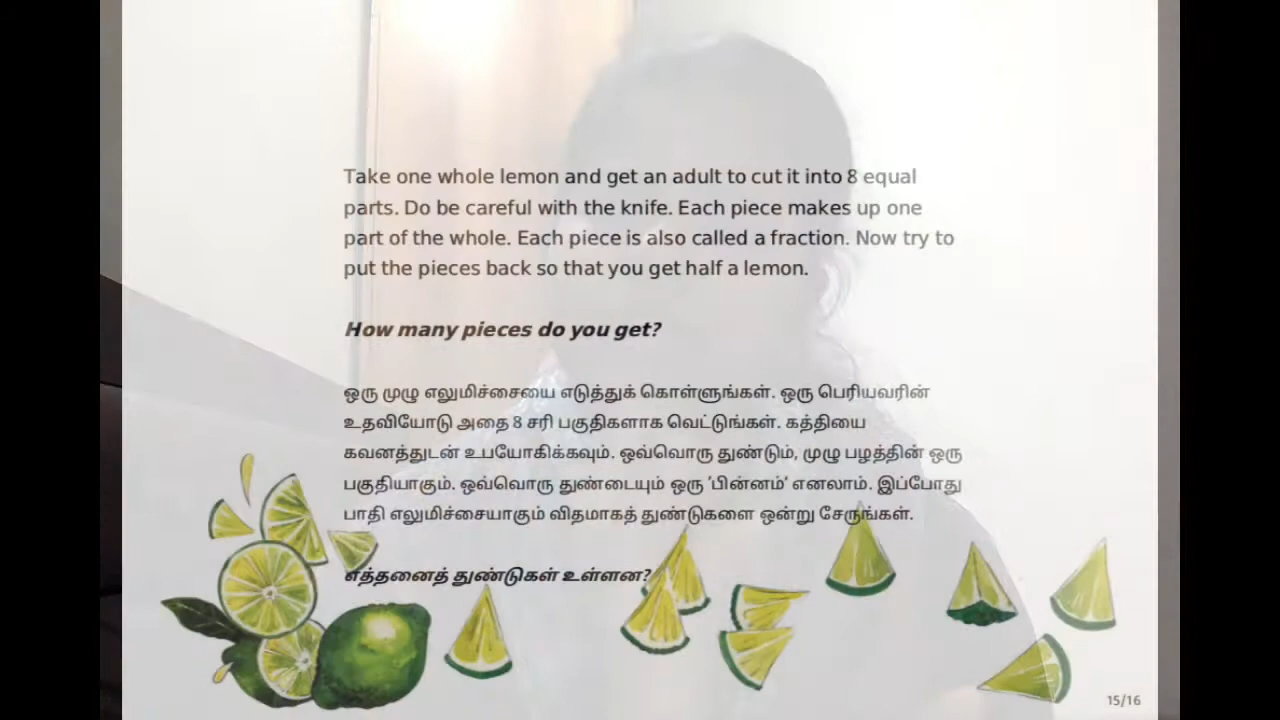 Take one whole lemon and get an adult to cut it into 8 equal
parts. Do be careful with the knife. Each piece makes up one
part of the whole. Each piece is also called a fraction. Now try to
put the pieces back so that you get half a lemon.
How many pieces do you get?
ஒரு முழு எலுமிச்சையை எடுத்துக் கொள்ளுங்கள். ஒரு பெரியவரின்
உதவியோடு அதை 8 சரி பகுதிகளாக வெட்டுங்கள். கத்தியை
கவனத்துடன் உபயோகிக்கவும். ஒவ்வொரு துண்டும், முழு பழத்தின் ஒரு
பகுதியாகும். ஒவ்வொரு துண்டையும் ஒரு 'பின்னம்' எனலாம். இப்போது
பாதி எலுமிச்சையாகும் விதமாகத் துண்டுகளை ஒன்று சேருங்கள்.
எத்தனைத் துண்டுகள் உள்ளன?
15/16